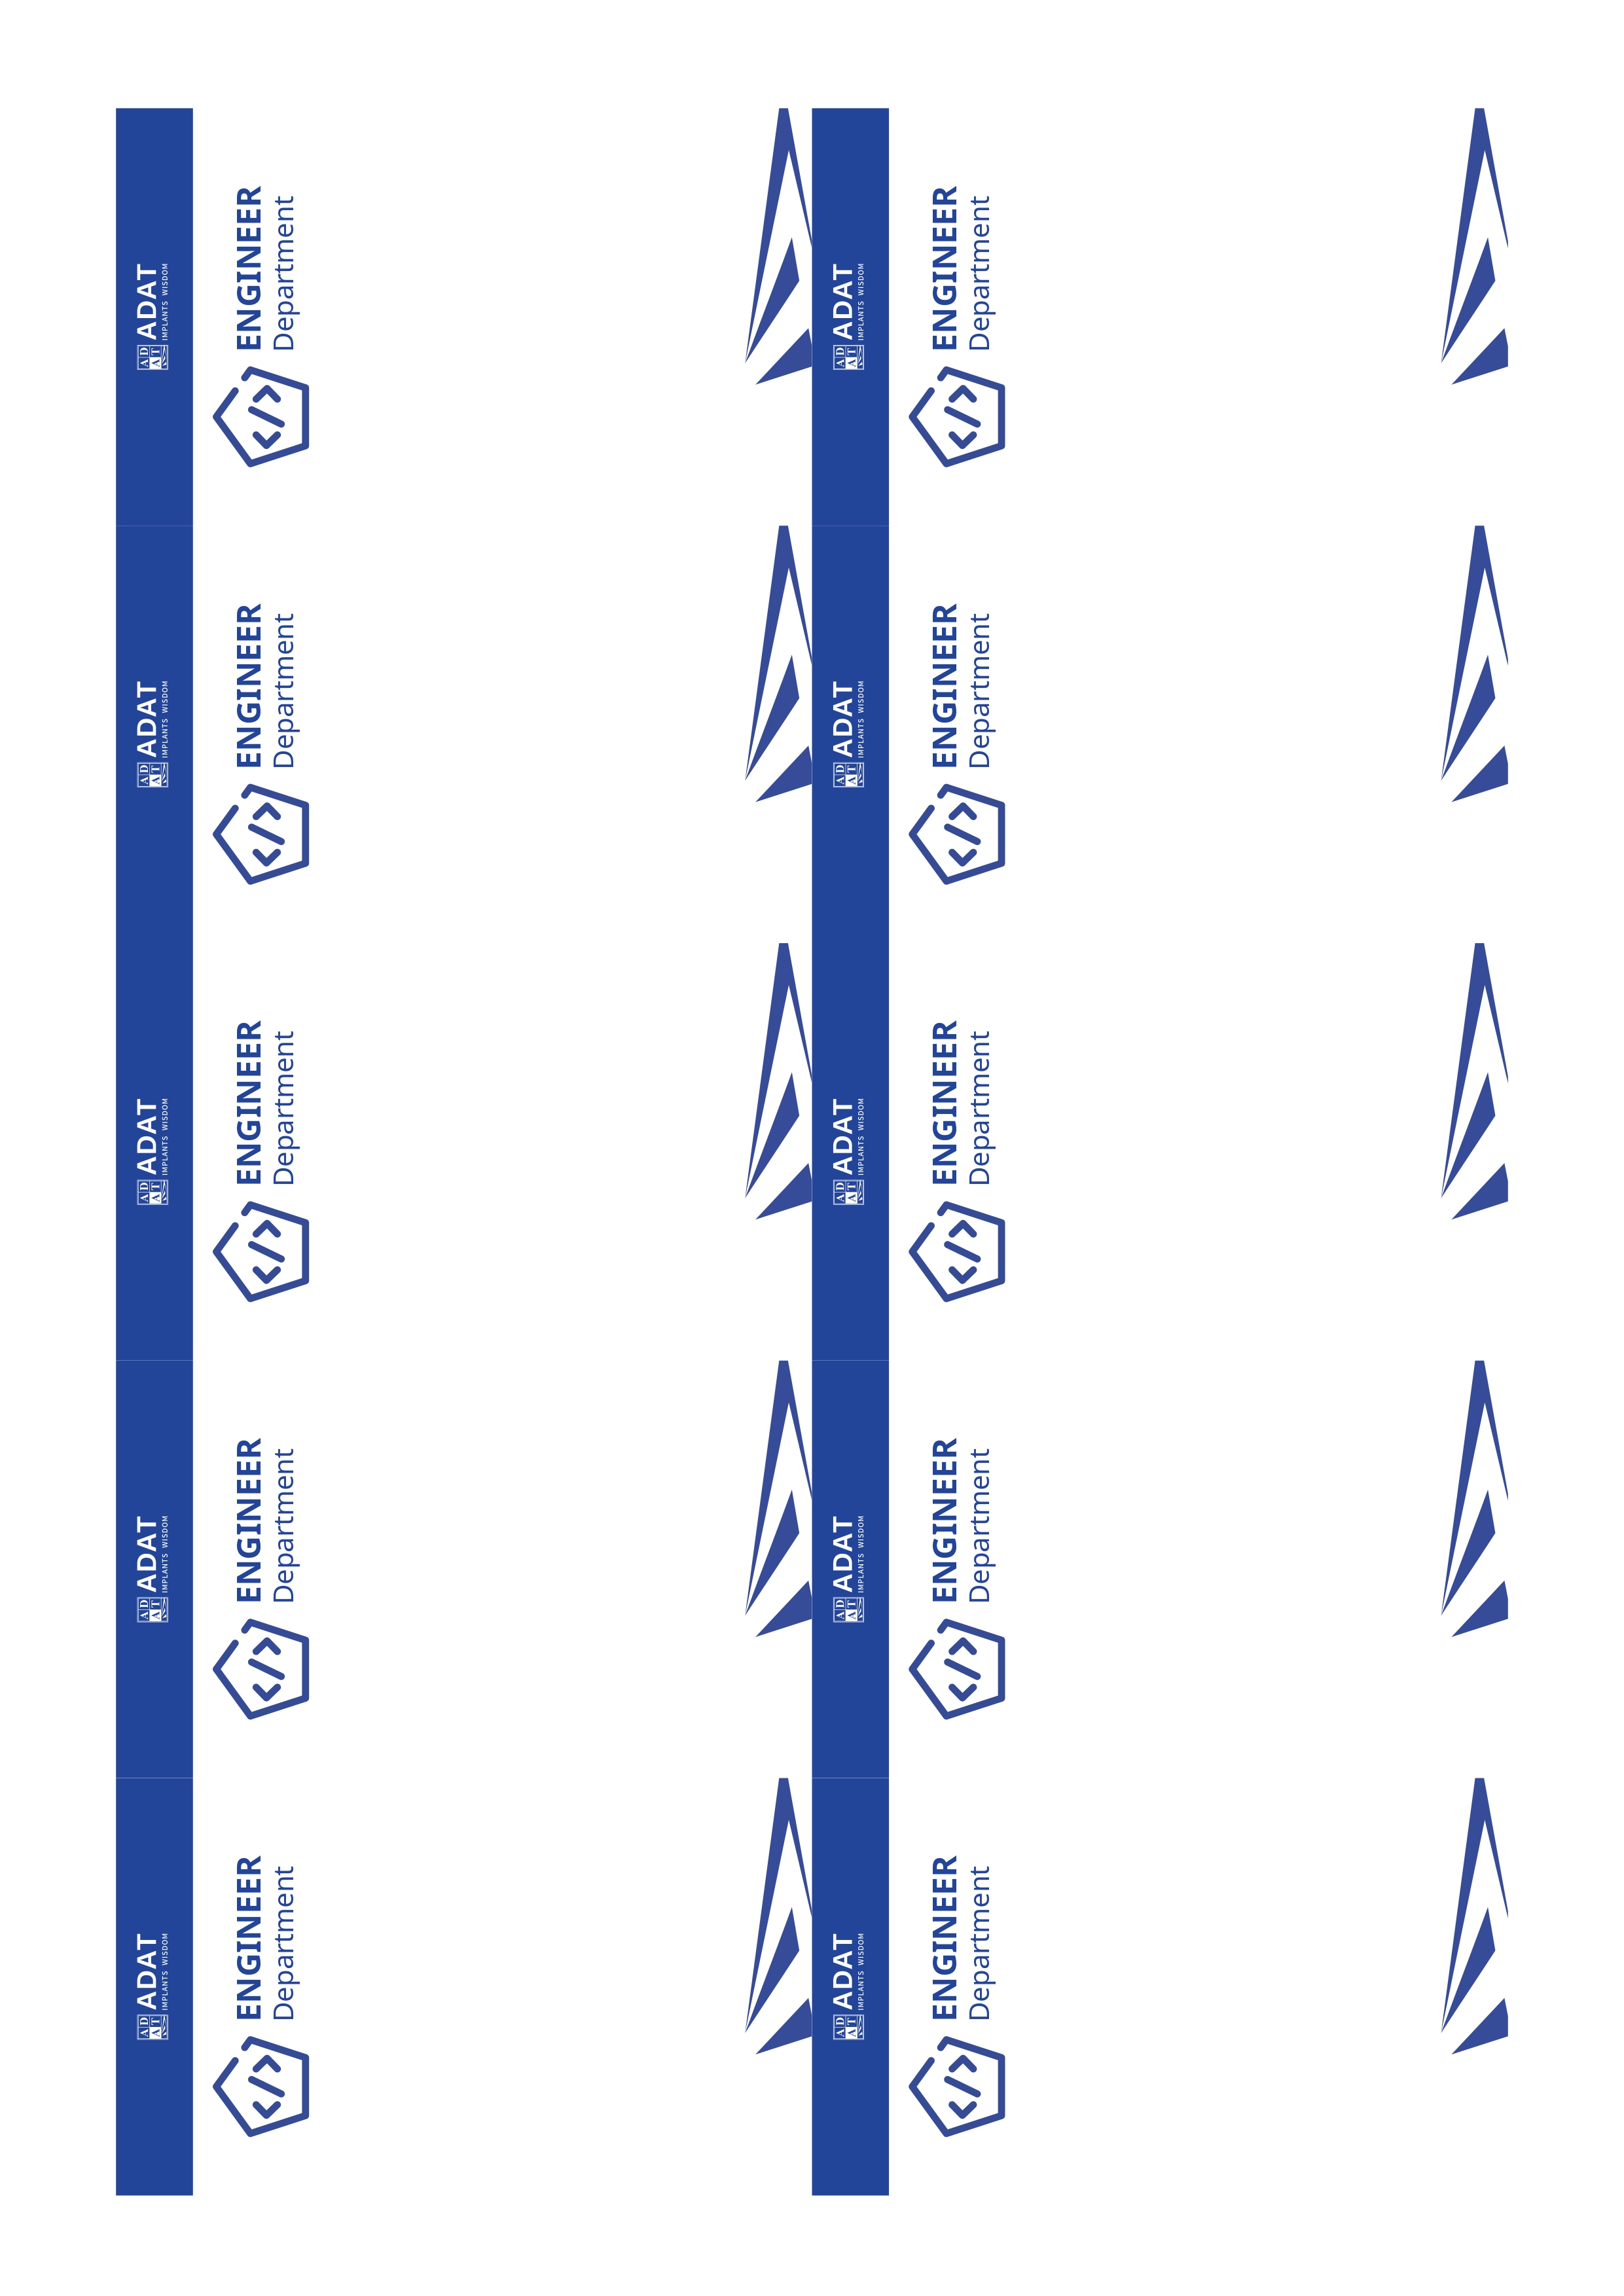 AD
AT
ADAT
IMPLANTS WISDOM
AD
AT
ADAT
IMPLANTS WISDOM
AD
AT
ADAT
IMPLANTS WISDOM
AD
AT
ADAT
IMPLANTS WISDOM
AD
AT
ADAT
IMPLANTS WISDOM
</> ENGINEER
Department
</> ENGINEER
Department
</> ENGINEER
Department
</> ENGINEER
Department
</> ENGINEER
Department
AD
AT
ADAT
IMPLANTS WISDOM
AD
AT
ADAT
IMPLANTS WISDOM
AD
AT
ADAT
IMPLANTS WISDOM
AD
AT
ADAT
IMPLANTS WISDOM
AD
AT
ADAT
IMPLANTS WISDOM
</> ENGINEER
Department
</> ENGINEER
Department
</> ENGINEER
Department
</> ENGINEER
Department
</> ENGINEER
Department